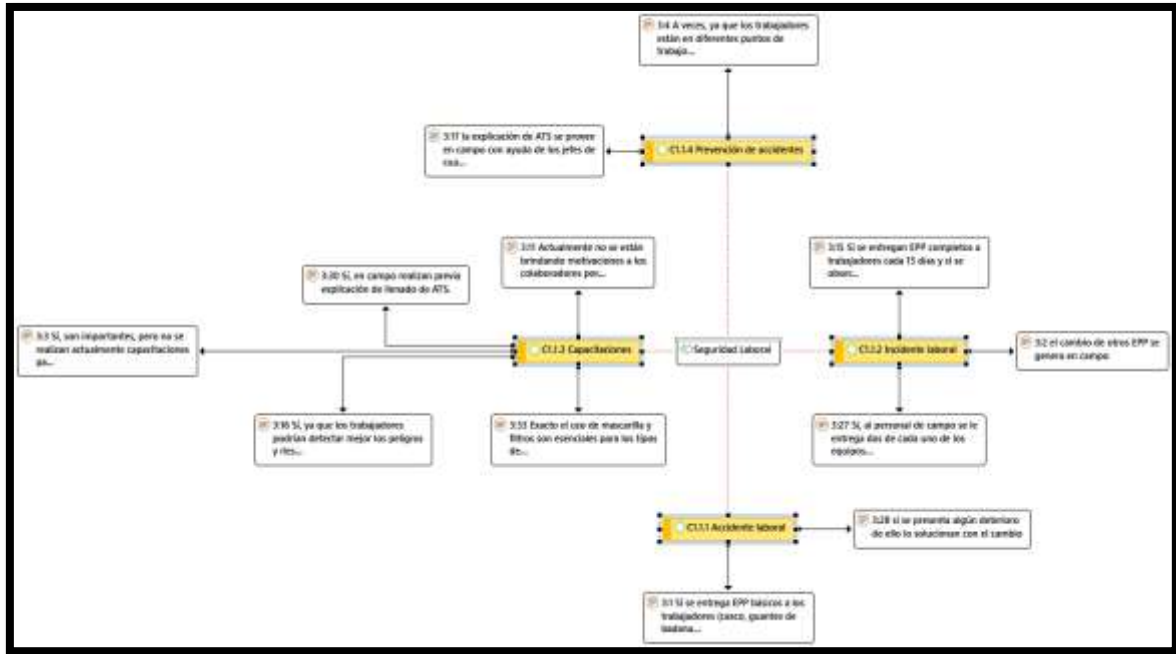 3:4 A veces, ya que los trabajadores
están en diferentes puntos de
trabajo...
3:17 la explicación de ATS se provee
en campo con ayuda de los jefes de
C1.1.4 Prevención de accidentes
3:11 Actualmente no se están
brindando motivaciones a los
colaboradores por...
3:15 Sí se entregan EPP completos a
trabajadores cada 15 días y si se
obser...
3:30 Sí, en campo realizan previa
explicación de llenado de ATS.
3:3 Sí, son importantes, pero no se
realizan actualmente capacitaciones
pa...
C1.1.3 Capacitaciones
Seguridad Laboral
C1.1.2 Incidente laboral
3:2 el cambio de otros EPP se
genera en campo
3:16 Sí, ya que los trabajadores
podrían detectar mejor los peligros
y ries...
3:33 Exacto el uso de mascarilla y
filtros son esenciales para los tipos
de...
3:27 Sí, al personal de campo se le
entrega dos de cada uno de los
equipos...
C1.1.1 Accidente laboral
3:28 si se presenta algún deterioro
de ello lo solucionan con el cambio
3:1 Sí se entrega EPP básicos a los
trabajadores (casco, guantes de
badana...